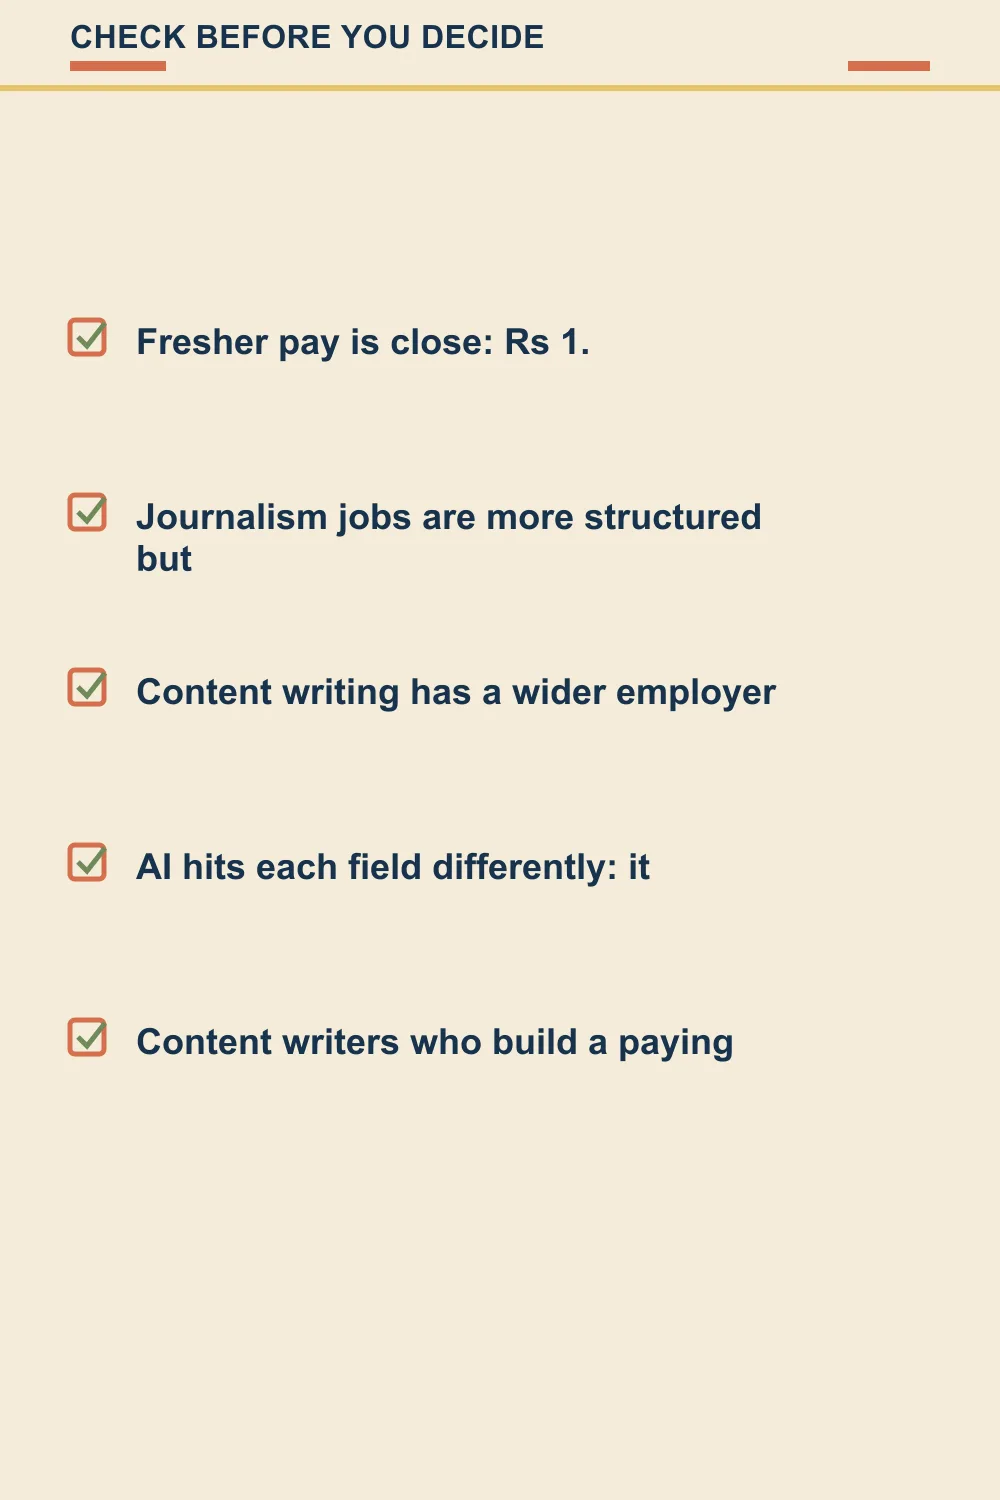 CHECK BEFORE YOU DECIDE
Fresher pay is close: Rs 1.
Journalism jobs are more structured
but
Content writing has a wider employer
AI hits each field differently: it
Content writers who build a paying